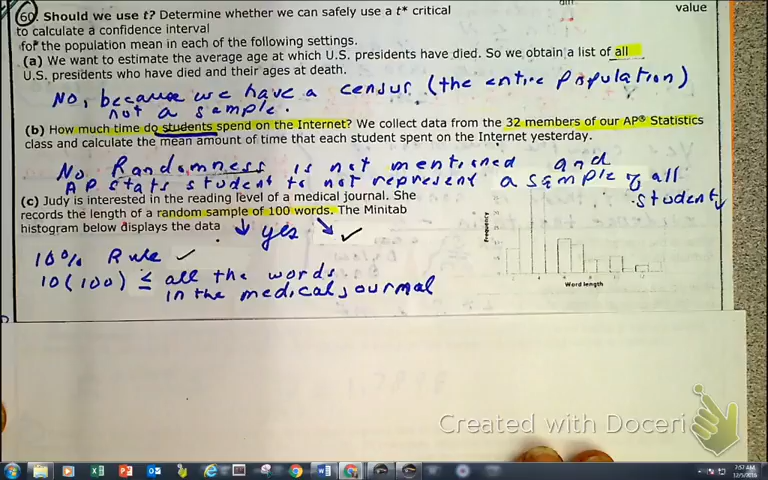 60. Should we use t? Determine whether we can safely use a t* critical value
to calculate a confidence interval
for the population mean in each of the following settings.
(a) We want to estimate the average age at which U.S. presidents have died. So we obtain a list of all
U.S. presidents who have died and their ages at death.
No, because we have a census (the entire population)
not a sample.
(b) How much time do students spend on the Internet? We collect data from the 32 members of our AP® Statistics
class and calculate the mean amount of time that each student spent on the Internet yesterday.
No Randomness is not mentioned and
AP stats student to not represent a sample of all
students
(c) Judy is interested in the reading level of a medical journal. She
records the length of a random sample of 100 words. The Minitab
histogram below displays the data
yes
10% Rule
10(100) ≤ all the words
in the medical journal
Frequency
Word length
Created with Doceri
7:57 AM
12/5/2016